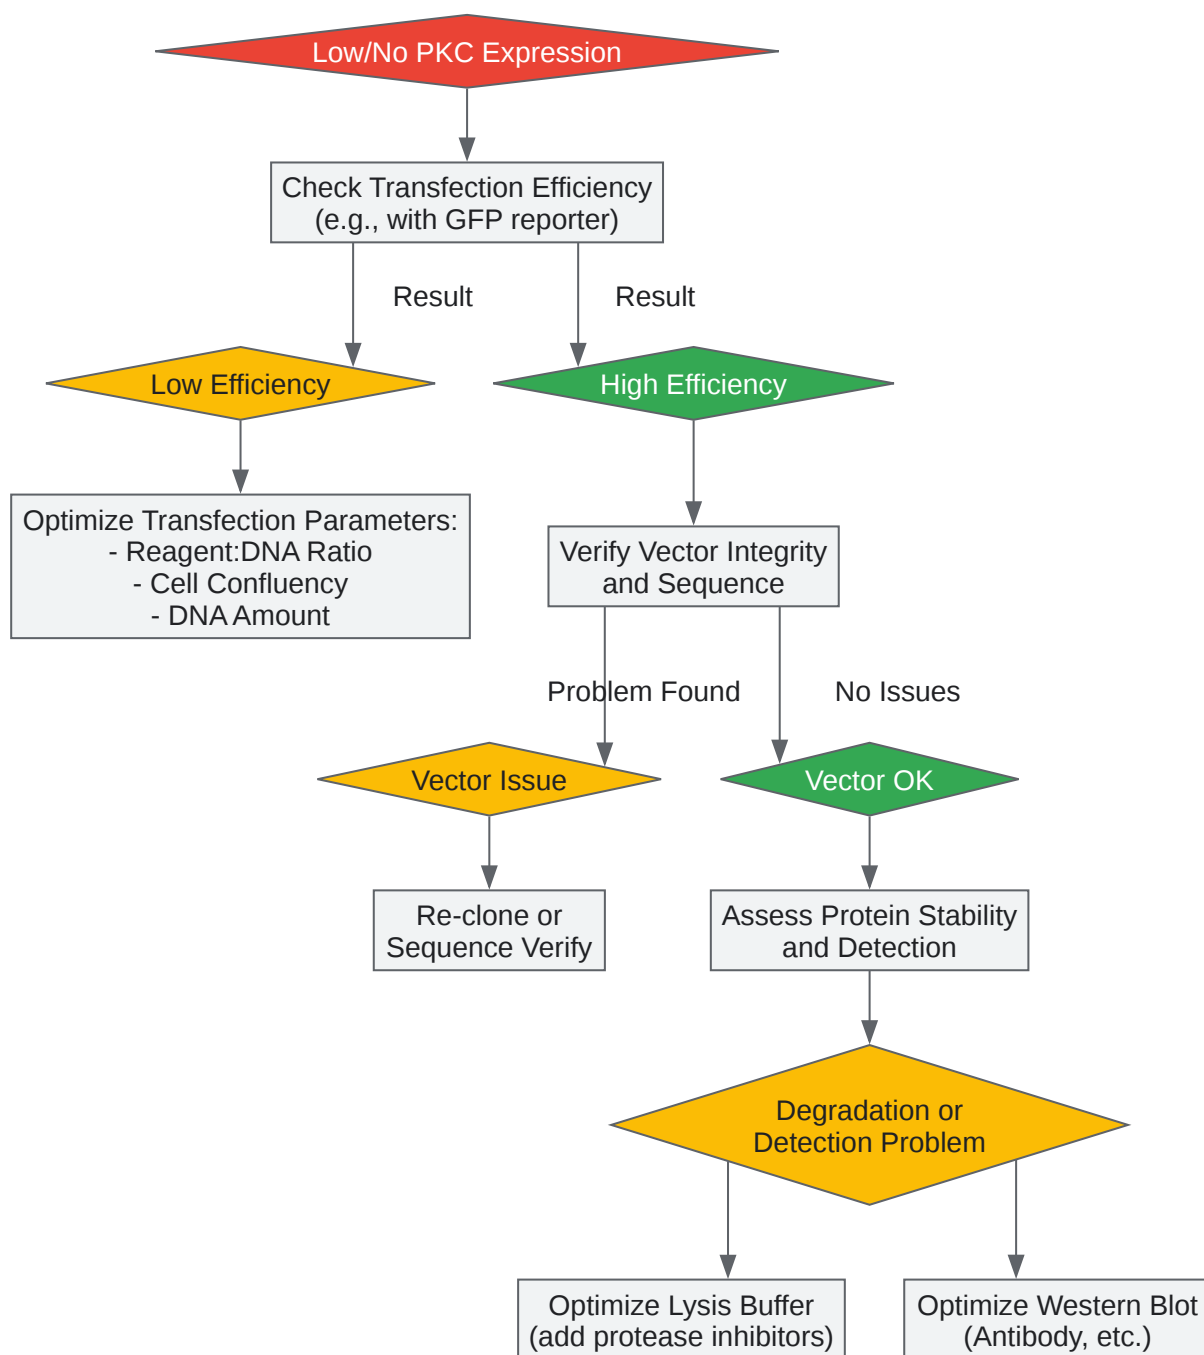 Low/No PKC Expression
Check Transfection Efficiency
(e.g., with GFP reporter)
Result
Result
Low Efficiency
High Efficiency
Optimize Transfection Parameters:
- Reagent:DNA Ratio
- Cell Confluency
- DNA Amount
Verify Vector Integrity
and Sequence
Problem Found
No Issues
Vector Issue
Vector OK
Re-clone or
Sequence Verify
Assess Protein Stability
and Detection
Degradation or
Detection Problem
Optimize Lysis Buffer
(add protease inhibitors)
Optimize Western Blot
(Antibody, etc.)